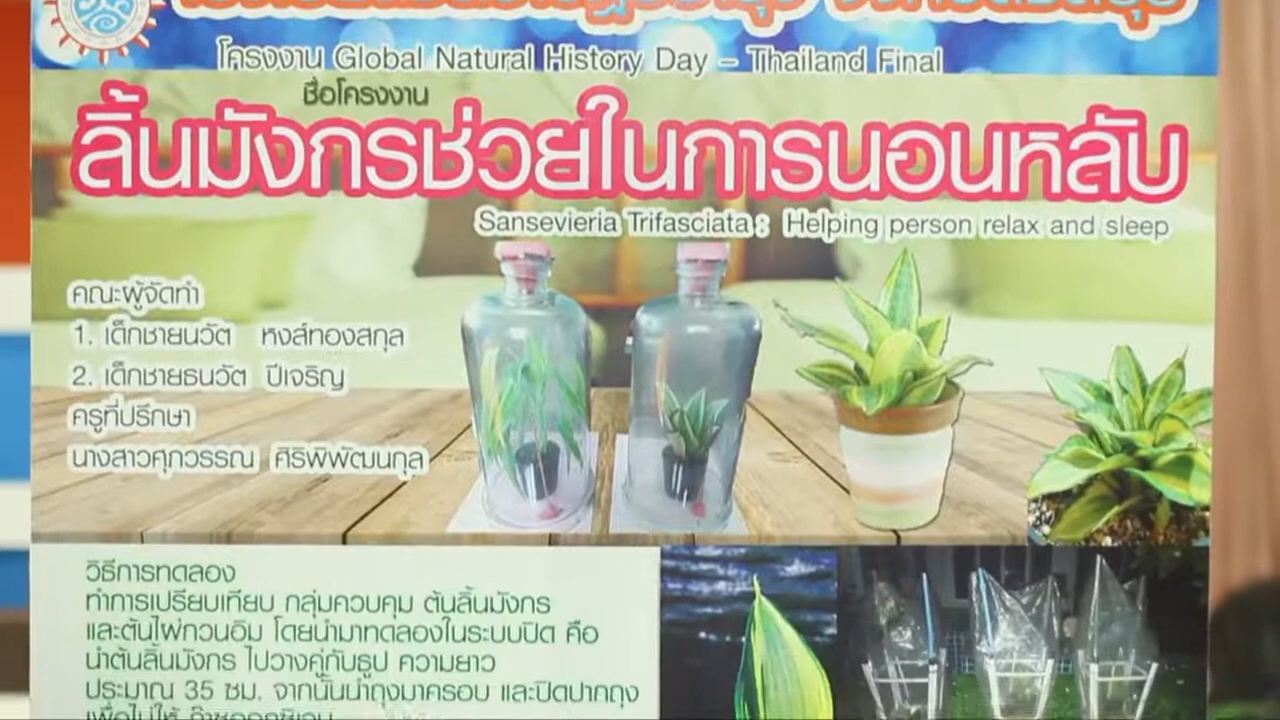 โครงงาน Global Natural History Day – Thailand Final
ชื่อโครงงาน
ลิ้นมังกรช่วยในการนอนหลับ
Sansevieria Trifasciata : Helping person relax and sleep
คณะผู้จัดทำ
1. เด็กชายนวัต หงส์ทองสกุล
2. เด็กชายธนวัต ปีเจริญ
ครูที่ปรึกษา
นางสาวศุภวรรณ ศิริพิพัฒนกุล
วิธีการทดลอง
ทำการเปรียบเทียบ กลุ่มควบคุม ต้นลิ้นมังกร
และต้นไผ่กวนอิม โดยนำมาทดลองในระบบปิด คือ
นำต้นลิ้นมังกร ไปวางคู่กับธูป ความยาว
ประมาณ 35 ซม. จากนั้นนำถุงมาครอบ และปิดปากถุง